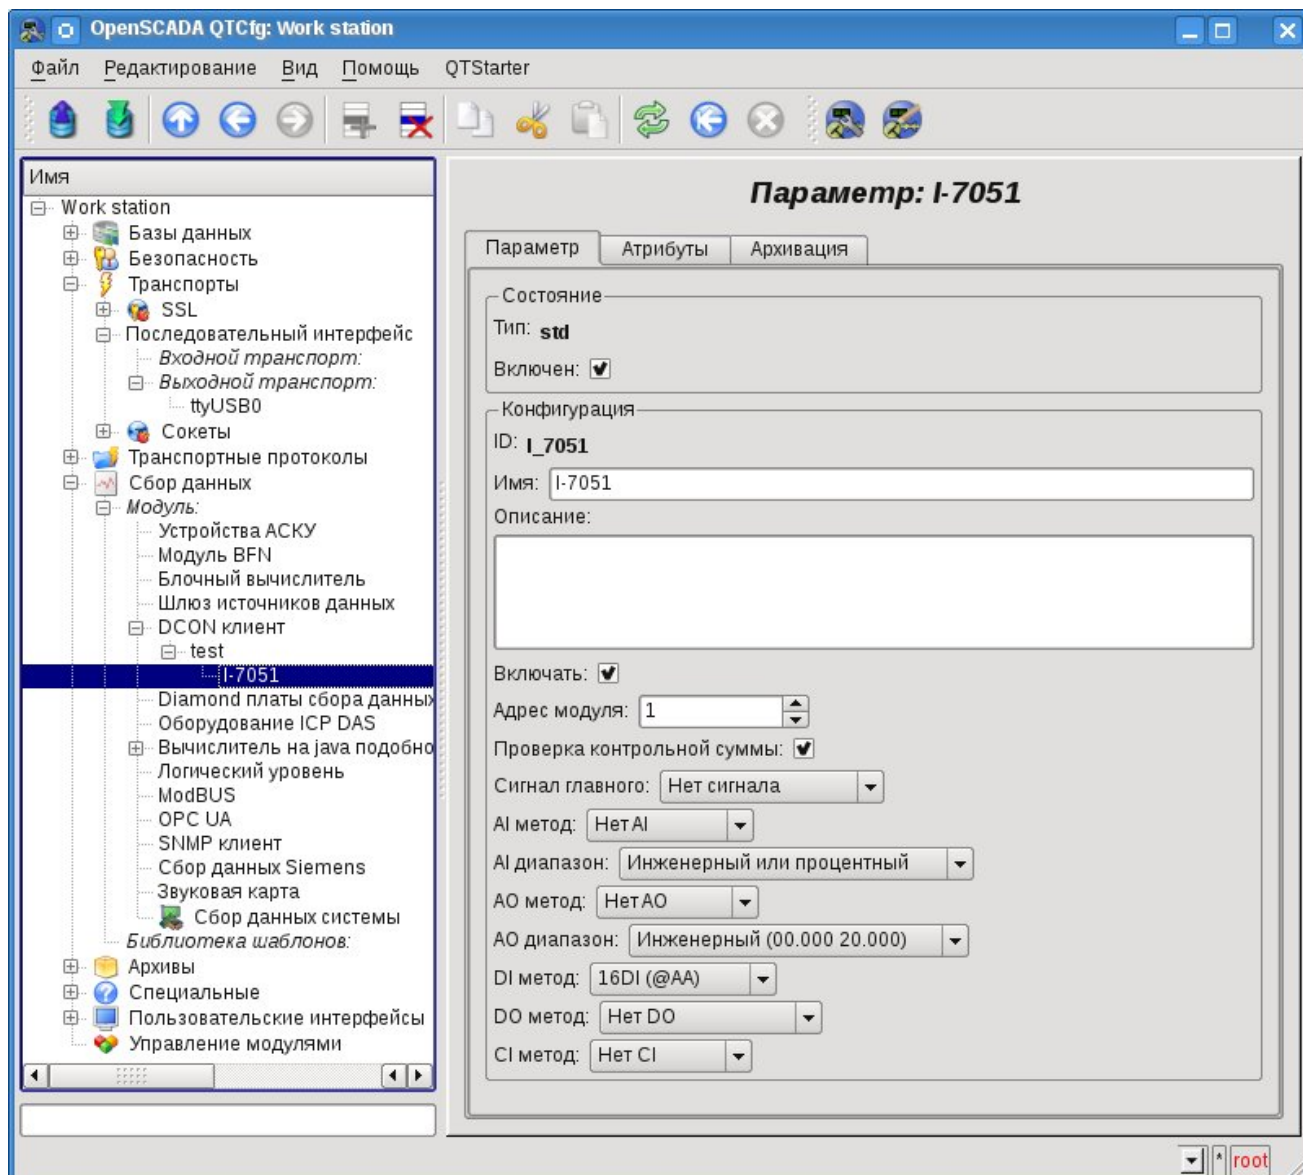 OpenSCADA QTCfg: Work station
Файл Редактирование Вид Помощь QTStarter
Имя
Work station
Базы данных
Безопасность
Транспорты
SSL
Последовательный интерфейс
Входной транспорт:
Выходной транспорт:
ttyUSB0
Сокеты
Транспортные протоколы
Сбор данных
Модуль:
Устройства АСКУ
Модуль BFN
Блочный вычислитель
Шлюз источников данных
DCON клиент
test
I-7051
Diamond платы сбора данных
Оборудование ICP DAS
Вычислитель на java подобно
Логический уровень
ModBUS
OPC UA
SNMP клиент
Сбор данных Siemens
Звуковая карта
Сбор данных системы
Библиотека шаблонов:
Архивы
Специальные
Пользовательские интерфейсы
Управление модулями
Параметр: I-7051
Параметр Атрибуты Архивация
Состояние
Тип: std
Включен:
Конфигурация
ID: I_7051
Имя: I-7051
Описание:
Включать:
Адрес модуля: 1
Проверка контрольной суммы:
Сигнал главного: Нет сигнала
AI метод: Нет AI
AI диапазон: Инженерный или процентный
AO метод: Нет AO
AO диапазон: Инженерный (00.000 20.000)
DI метод: 16DI (@AA)
DO метод: Нет DO
CI метод: Нет CI
* root